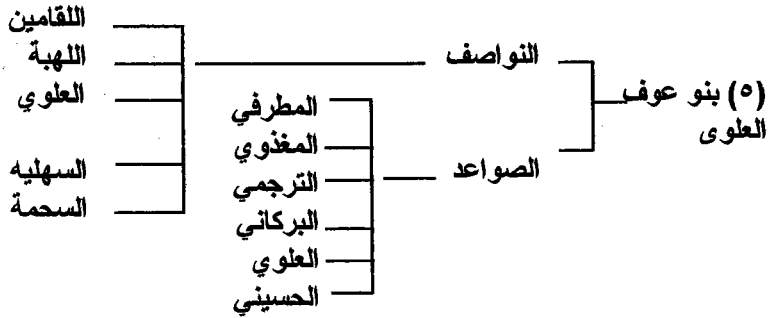 (٥) بنو عوف
العلوى
النواصف
اللقامين
اللهبة
العلوي
السهليه
السحمة
الصواعد
المطرفي
المغذوي
الترجمي
البركاني
العلوي
الحسيني